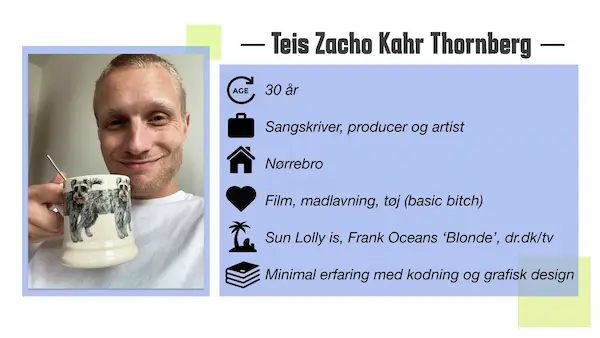 — Teis Zacho Kahr Thornberg —
AGE
30 år
Sangskriver, producer og artist
Nørrebro
Film, madlavning, tøj (basic bitch)
Sun Lolly is, Frank Oceans ‘Blonde’, dr.dk/tv
Minimal erfaring med kodning og grafisk design